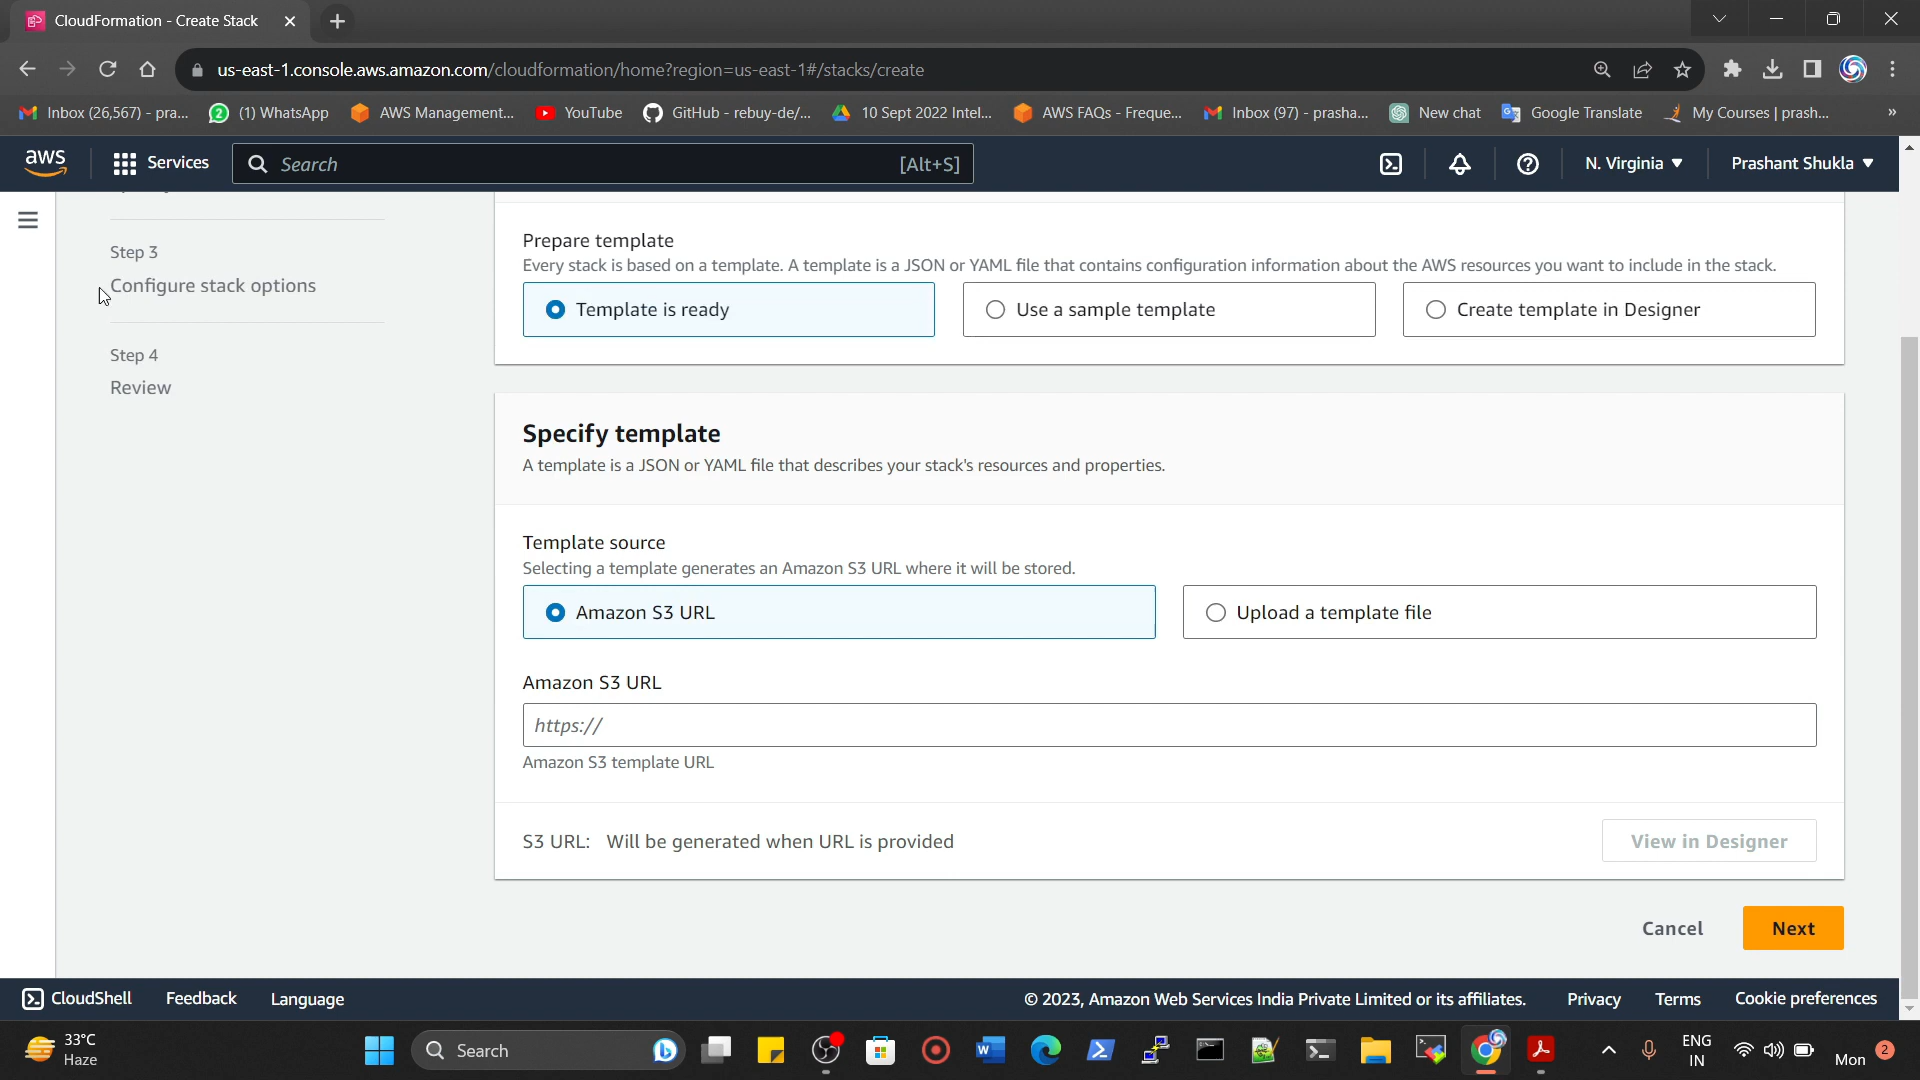 CloudFormation - Create Stack
us-east-1.console.aws.amazon.com/cloudformation/home?region=us-east-1#/stacks/create
Inbox (26,567) - pra...
(1) WhatsApp
AWS Management...
YouTube
GitHub - rebuy-de/...
10 Sept 2022 Intel...
AWS FAQs - Freque...
Inbox (97) - prasha...
New chat
Google Translate
My Courses | prash...
»
aws
Services
Search
[Alt+S]
N. Virginia
Prashant Shukla
Step 3
Configure stack options
Step 4
Review
Prepare template
Every stack is based on a template. A template is a JSON or YAML file that contains configuration information about the AWS resources you want to include in the stack.
Template is ready
Use a sample template
Create template in Designer
Specify template
A template is a JSON or YAML file that describes your stack's resources and properties.
Template source
Selecting a template generates an Amazon S3 URL where it will be stored.
Amazon S3 URL
Upload a template file
Amazon S3 URL
https://
Amazon S3 template URL
S3 URL: Will be generated when URL is provided
View in Designer
Cancel
Next
CloudShell
Feedback
Language
© 2023, Amazon Web Services India Private Limited or its affiliates.
Privacy
Terms
Cookie preferences
33°C
Haze
Search
ENG
IN
Mon
2